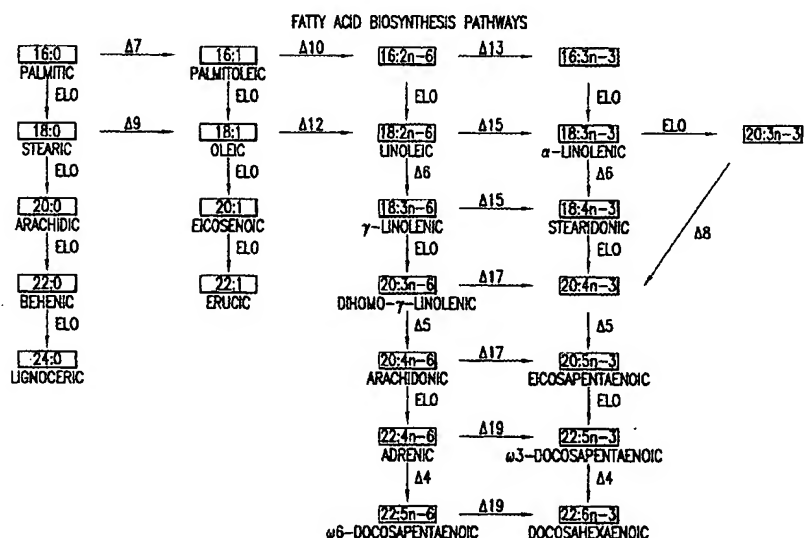 FATTY ACID BIOSYNTHESIS PATHWAYS
16:0 Δ7 16:1 Δ10 16:2n-6 Δ13 16:3n-3
PALMITIC PALMITOLEIC
ELO ELO ELO ELO
18:0 Δ9 18:1 Δ12 18:2n-6 Δ15 18:3n-3 ELO 20:3n-3
STEARIC OLEIC LINOLEIC α-LINOLENIC
ELO ELO Δ6 Δ6
20:0 20:1 18:3n-6 Δ15 18:4n-3
ARACHIDIC EICOSENOIC γ-LINOLENIC STEARIDONIC
Δ8
ELO ELO ELO ELO
22:0 22:1 20:3n-6 Δ17 20:4n-3
BEHENIC ERUCIC DIHOMO-γ-LINOLENIC
ELO Δ5 Δ5
24:0 20:4n-6 Δ17 20:5n-3
LIGNOCERIC ARACHIDONIC EICOSAPENTAENOIC
ELO ELO
22:4n-6 Δ19 22:5n-3
ADRENIC ω3-DOCOSAPENTAENOIC
Δ4 Δ4
22:5n-6 Δ19 22:6n-3
ω6-DOCOSAPENTAENOIC DOCOSAHEXAENOIC